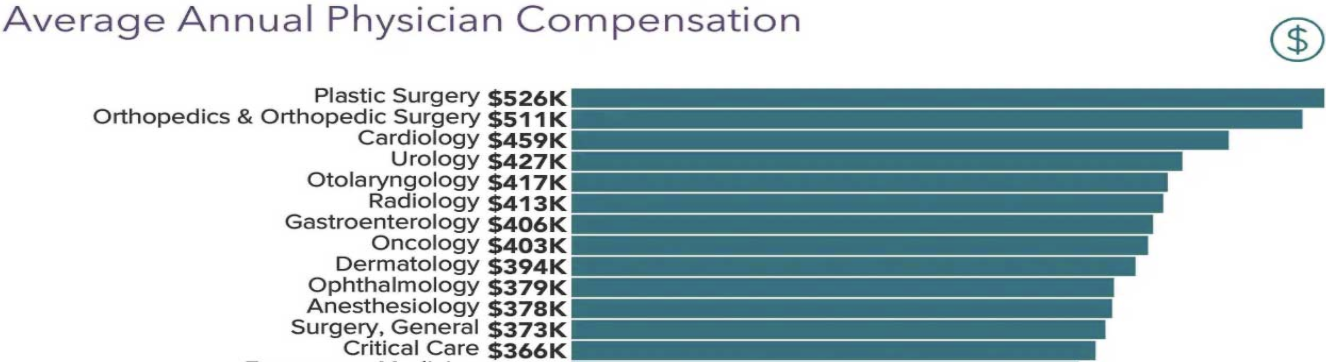 Average Annual Physician Compensation
$
Plastic Surgery $526K
Orthopedics & Orthopedic Surgery $511K
Cardiology $459K
Urology $427K
Otolaryngology $417K
Radiology $413K
Gastroenterology $406K
Oncology $403K
Dermatology $394K
Ophthalmology $379K
Anesthesiology $378K
Surgery, General $373K
Critical Care $366K